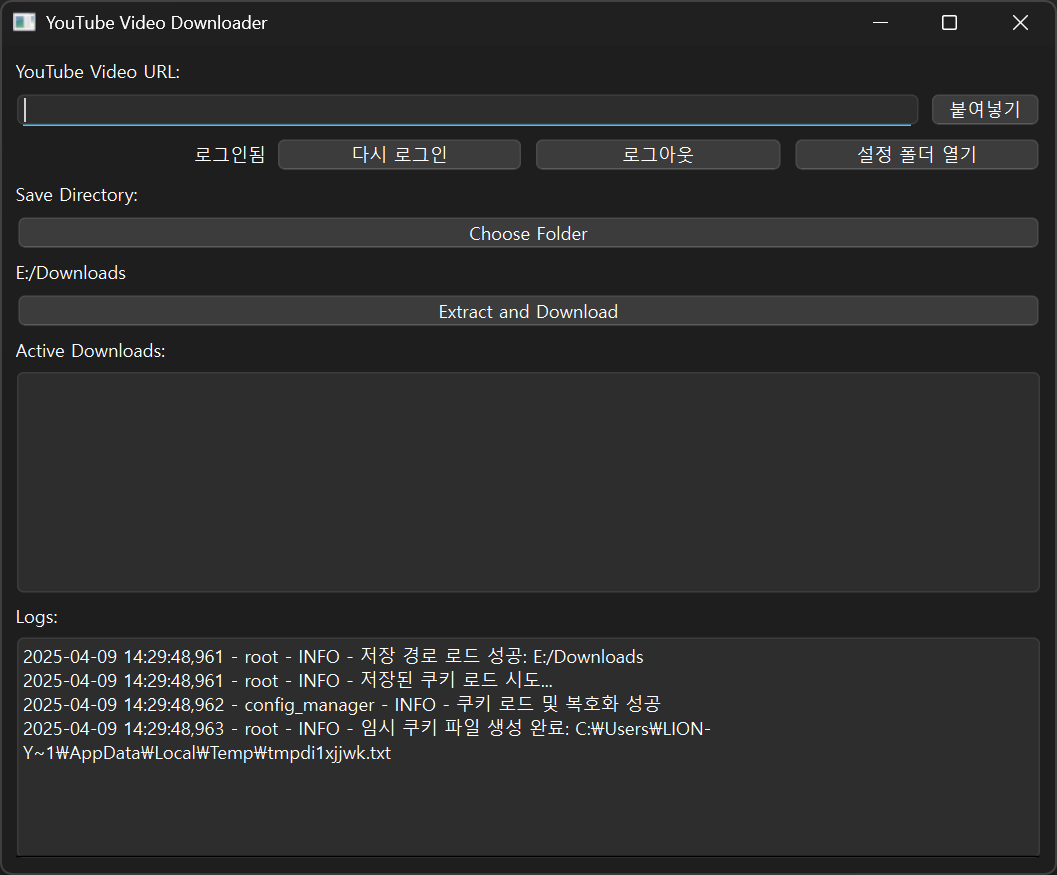 YouTube Video Downloader
YouTube Video URL:
붙여넣기
로그인됨 다시 로그인 로그아웃 설정 폴더 열기
Save Directory:
Choose Folder
E:/Downloads
Extract and Download
Active Downloads:
Logs:
2025-04-09 14:29:48,961 - root - INFO - 저장 경로 로드 성공: E:/Downloads
2025-04-09 14:29:48,961 - root - INFO - 저장된 쿠키 로드 시도...
2025-04-09 14:29:48,962 - config_manager - INFO - 쿠키 로드 및 복호화 성공
2025-04-09 14:29:48,963 - root - INFO - 임시 쿠키 파일 생성 완료: C:₩Users₩LION-
Y~1₩AppData₩Local₩Temp₩tmpdi1xjjwk.txt